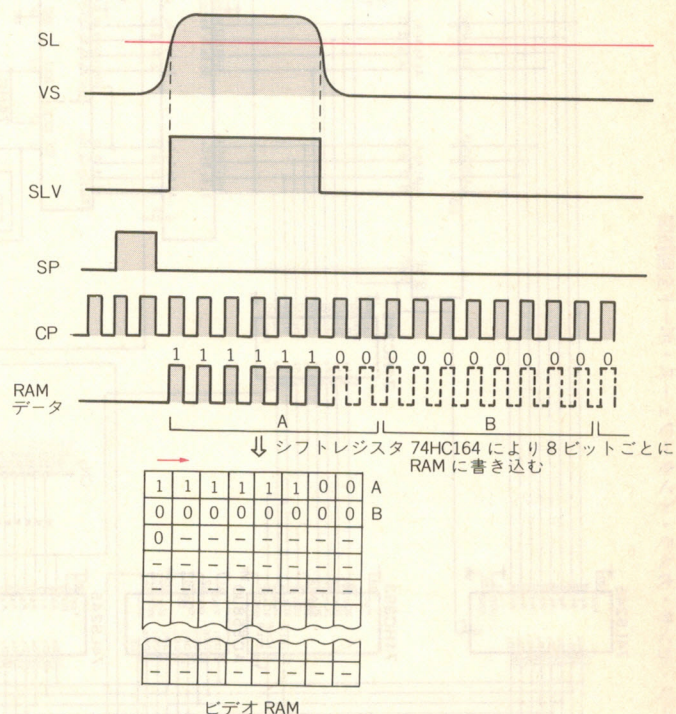 SL
VS
SLV
SP
CP
1 1 1 1 1 1 0 0 0 0 0 0 0 0 0 0 0
RAM
データ
A B
⇓ シフトレジスタ 74HC164 により 8 ビットごとに
RAM に書き込む
1 1 1 1 1 1 0 0 A
0 0 0 0 0 0 0 0 B
0 - - - - - - -
- - - - - - - -
- - - - - - - -
- - - - - - - -
ビデオ RAM